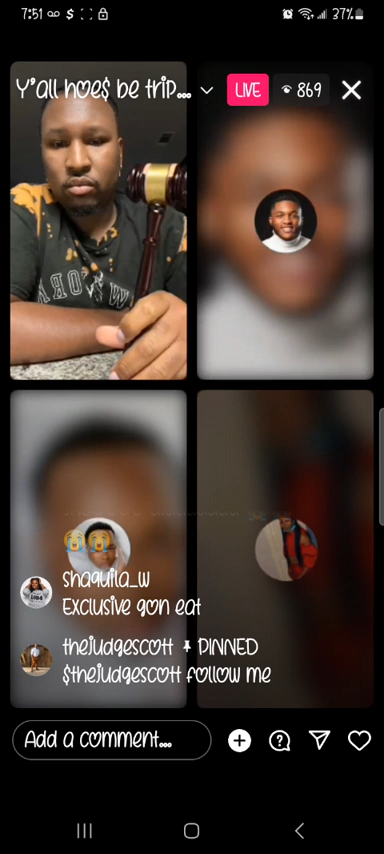 7:51 $ 37%
Y'all hoe$ be trip...
LIVE 869
shaquila_w
Exclusive gon eat
thejudgescott PINNED
$thejudgescott follow me
Add a comment...